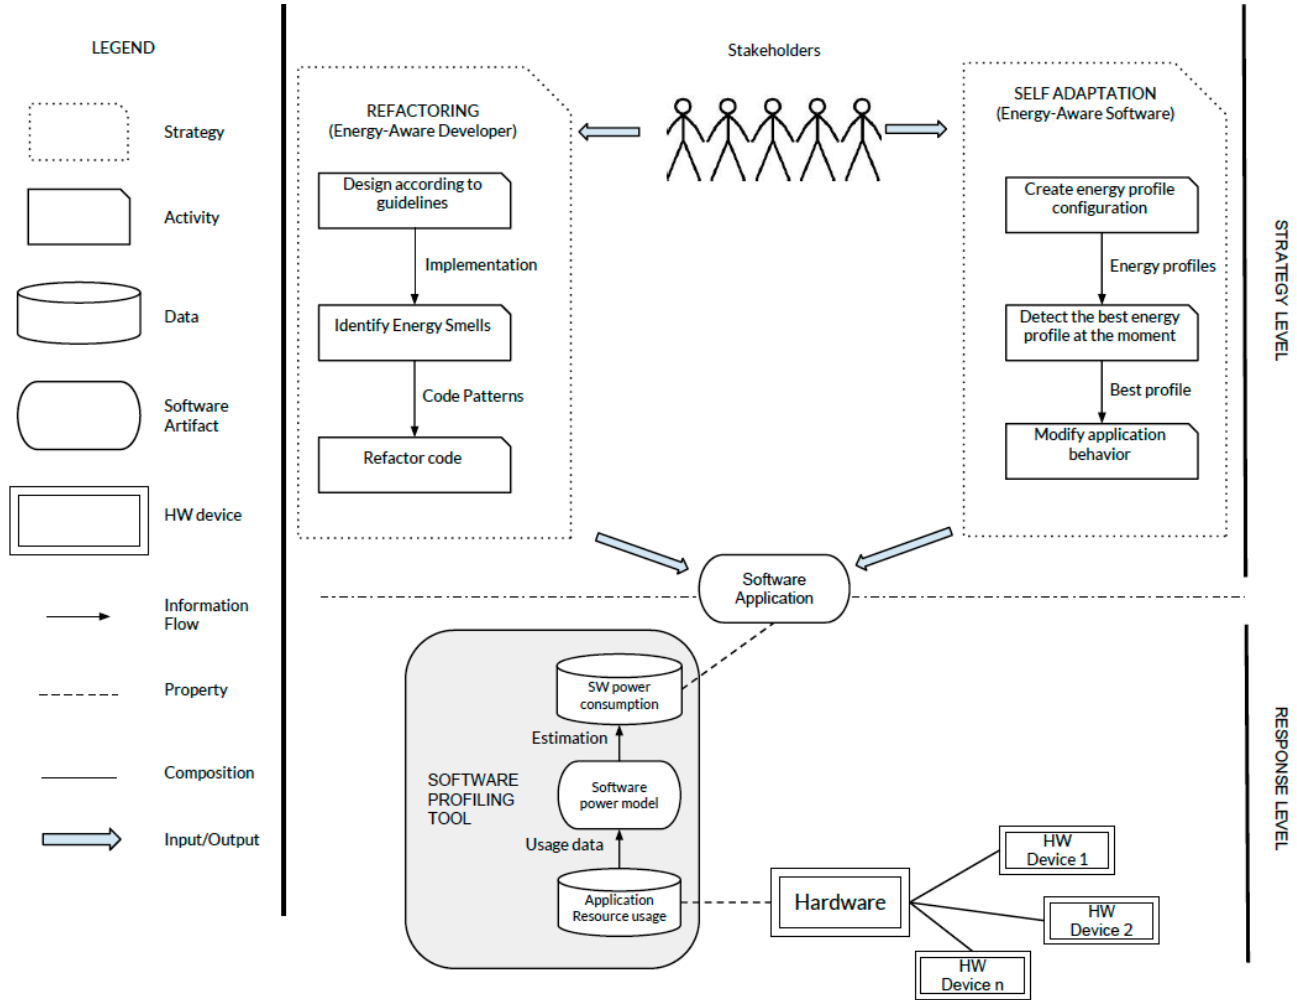 LEGEND
Strategy
Activity
Data
Software
Artifact
HW device
Information
Flow
Property
Composition
Input/Output
Stakeholders
REFACTORING
(Energy-Aware Developer)
Design according to
guidelines
Implementation
Identify Energy Smells
Code Patterns
Refactor code
SELF ADAPTATION
(Energy-Aware Software)
Create energy profile
configuration
Energy profiles
Detect the best energy
profile at the moment
Best profile
Modify application
behavior
STRATEGY LEVEL
Software
Application
SW power
consumption
Estimation
SOFTWARE
PROFILING
TOOL
Software
power model
Usage data
Application
Resource usage
Hardware
HW
Device 1
HW
Device 2
HW
Device n
RESPONSE LEVEL